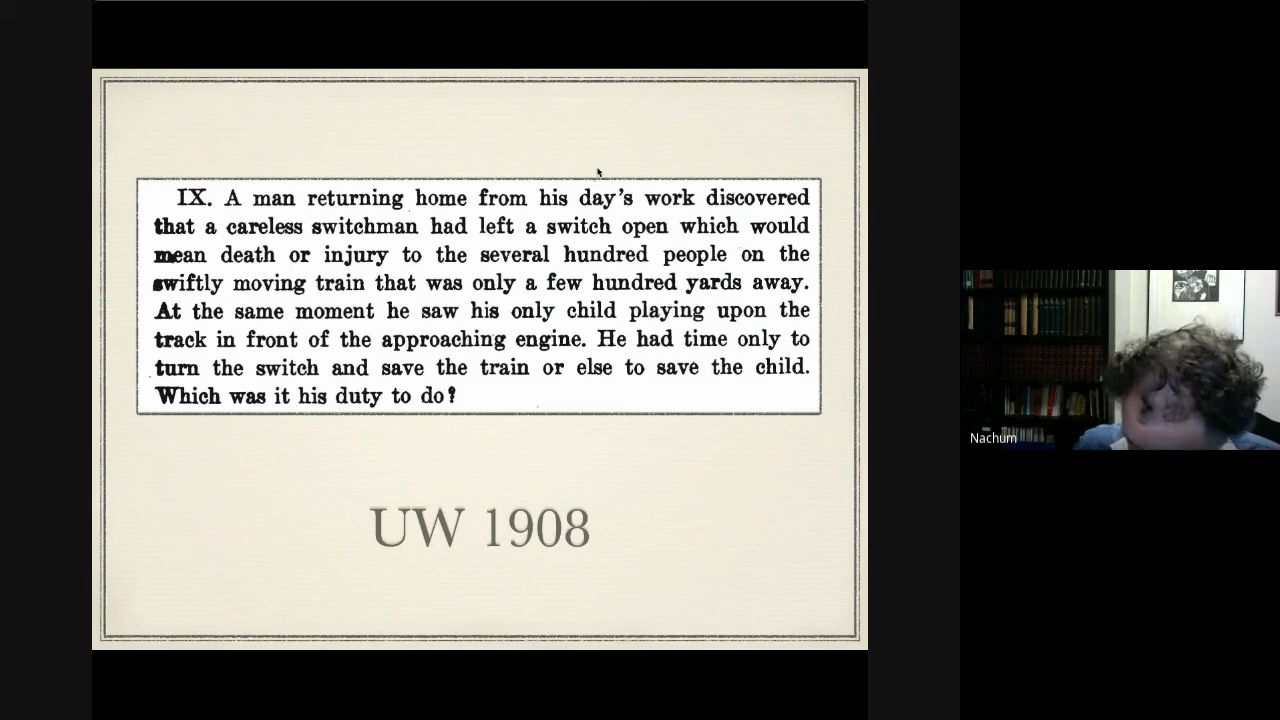 IX. A man returning home from his day's work discovered
that a careless switchman had left a switch open which would
mean death or injury to the several hundred people on the
swiftly moving train that was only a few hundred yards away.
At the same moment he saw his only child playing upon the
track in front of the approaching engine. He had time only to
turn the switch and save the train or else to save the child.
Which was it his duty to do?
UW 1908
Nachum